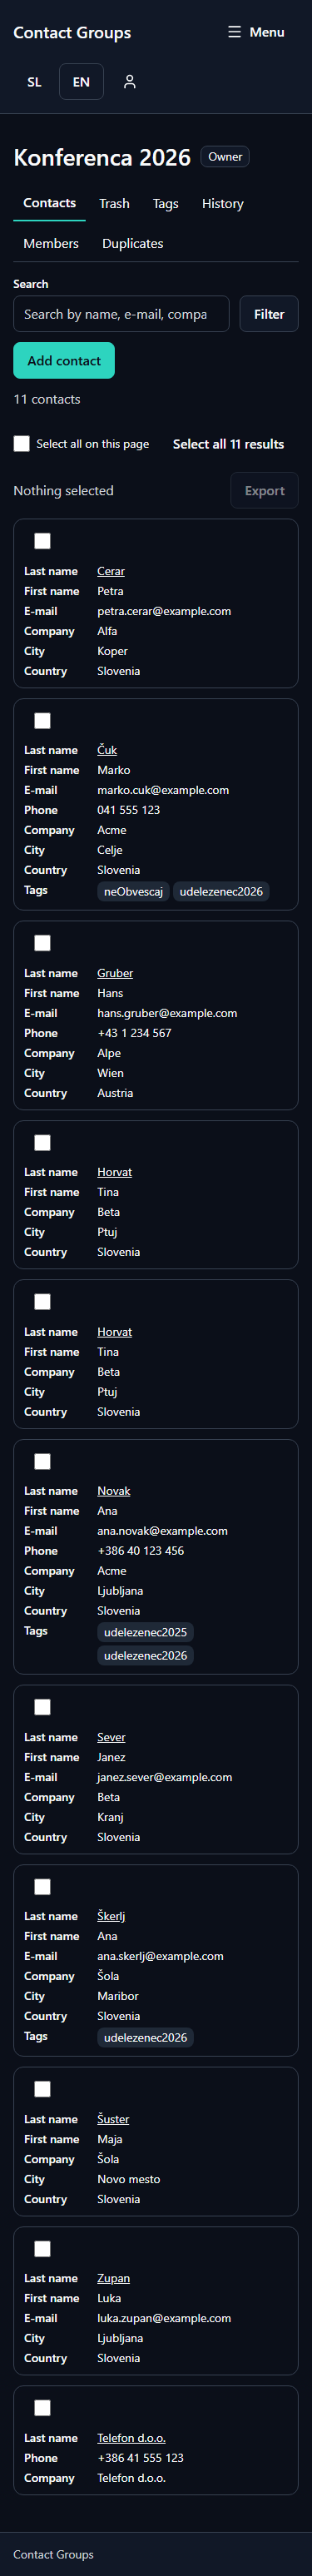 Contact Groups
Menu
SL EN
Konferenca 2026 Owner
Contacts Trash Tags History
Members Duplicates
Search
Search by name, e-mail, compa Filter
Add contact
11 contacts
Select all on this page Select all 11 results
Nothing selected Export
Last name Cerar
First name Petra
E-mail petra.cerar@example.com
Company Alfa
City Koper
Country Slovenia
Last name Čuk
First name Marko
E-mail marko.cuk@example.com
Phone 041 555 123
Company Acme
City Celje
Country Slovenia
Tags neObvescaj udelezenec2026
Last name Gruber
First name Hans
E-mail hans.gruber@example.com
Phone +43 1 234 567
Company Alpe
City Wien
Country Austria
Last name Horvat
First name Tina
Company Beta
City Ptuj
Country Slovenia
Last name Horvat
First name Tina
Company Beta
City Ptuj
Country Slovenia
Last name Novak
First name Ana
E-mail ana.novak@example.com
Phone +386 40 123 456
Company Acme
City Ljubljana
Country Slovenia
Tags udelezenec2025
udelezenec2026
Last name Sever
First name Janez
E-mail janez.sever@example.com
Company Beta
City Kranj
Country Slovenia
Last name Škerlj
First name Ana
E-mail ana.skerlj@example.com
Company Šola
City Maribor
Country Slovenia
Tags udelezenec2026
Last name Šuster
First name Maja
Company Šola
City Novo mesto
Country Slovenia
Last name Zupan
First name Luka
E-mail luka.zupan@example.com
City Ljubljana
Country Slovenia
Last name Telefon d.o.o.
Phone +386 41 555 123
Company Telefon d.o.o.
Contact Groups